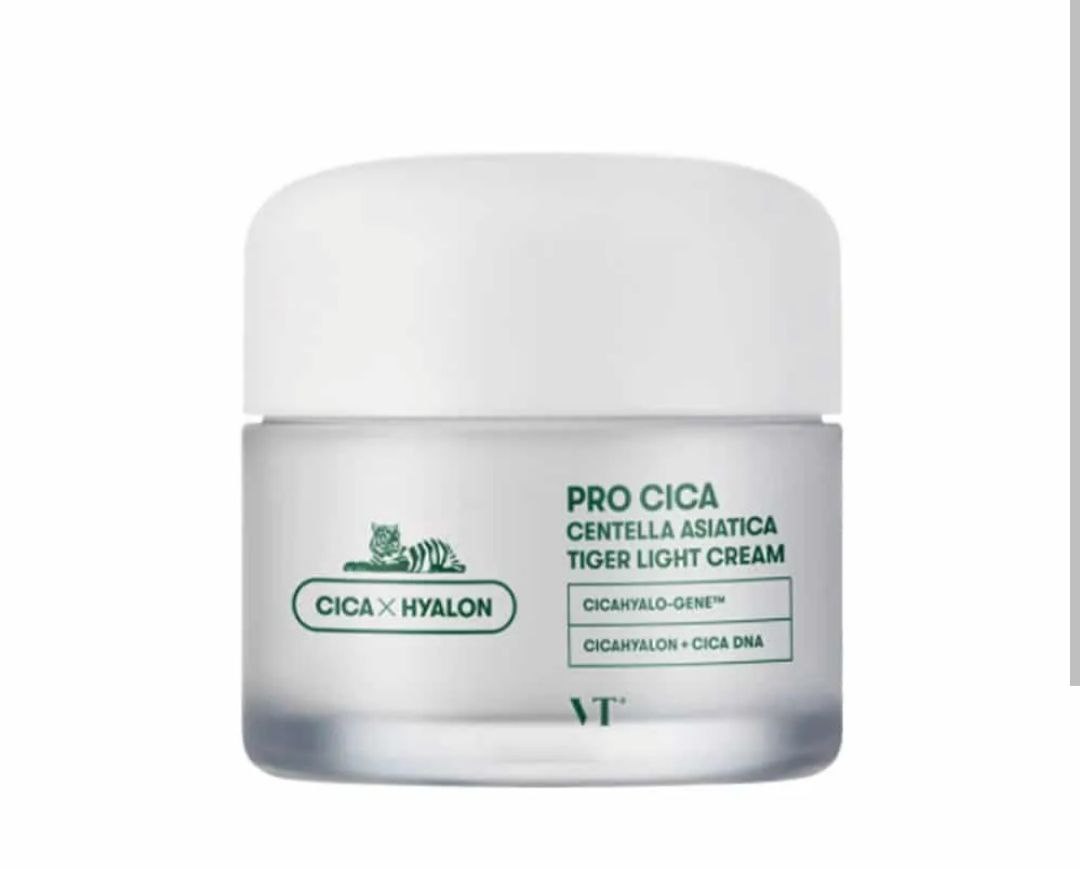 PRO CICA
CENTELLA ASIATICA
TIGER LIGHT CREAM
CICA X HYALON
CICAHYALO-GENE™
CICAHYALON + CICA DNA
VT